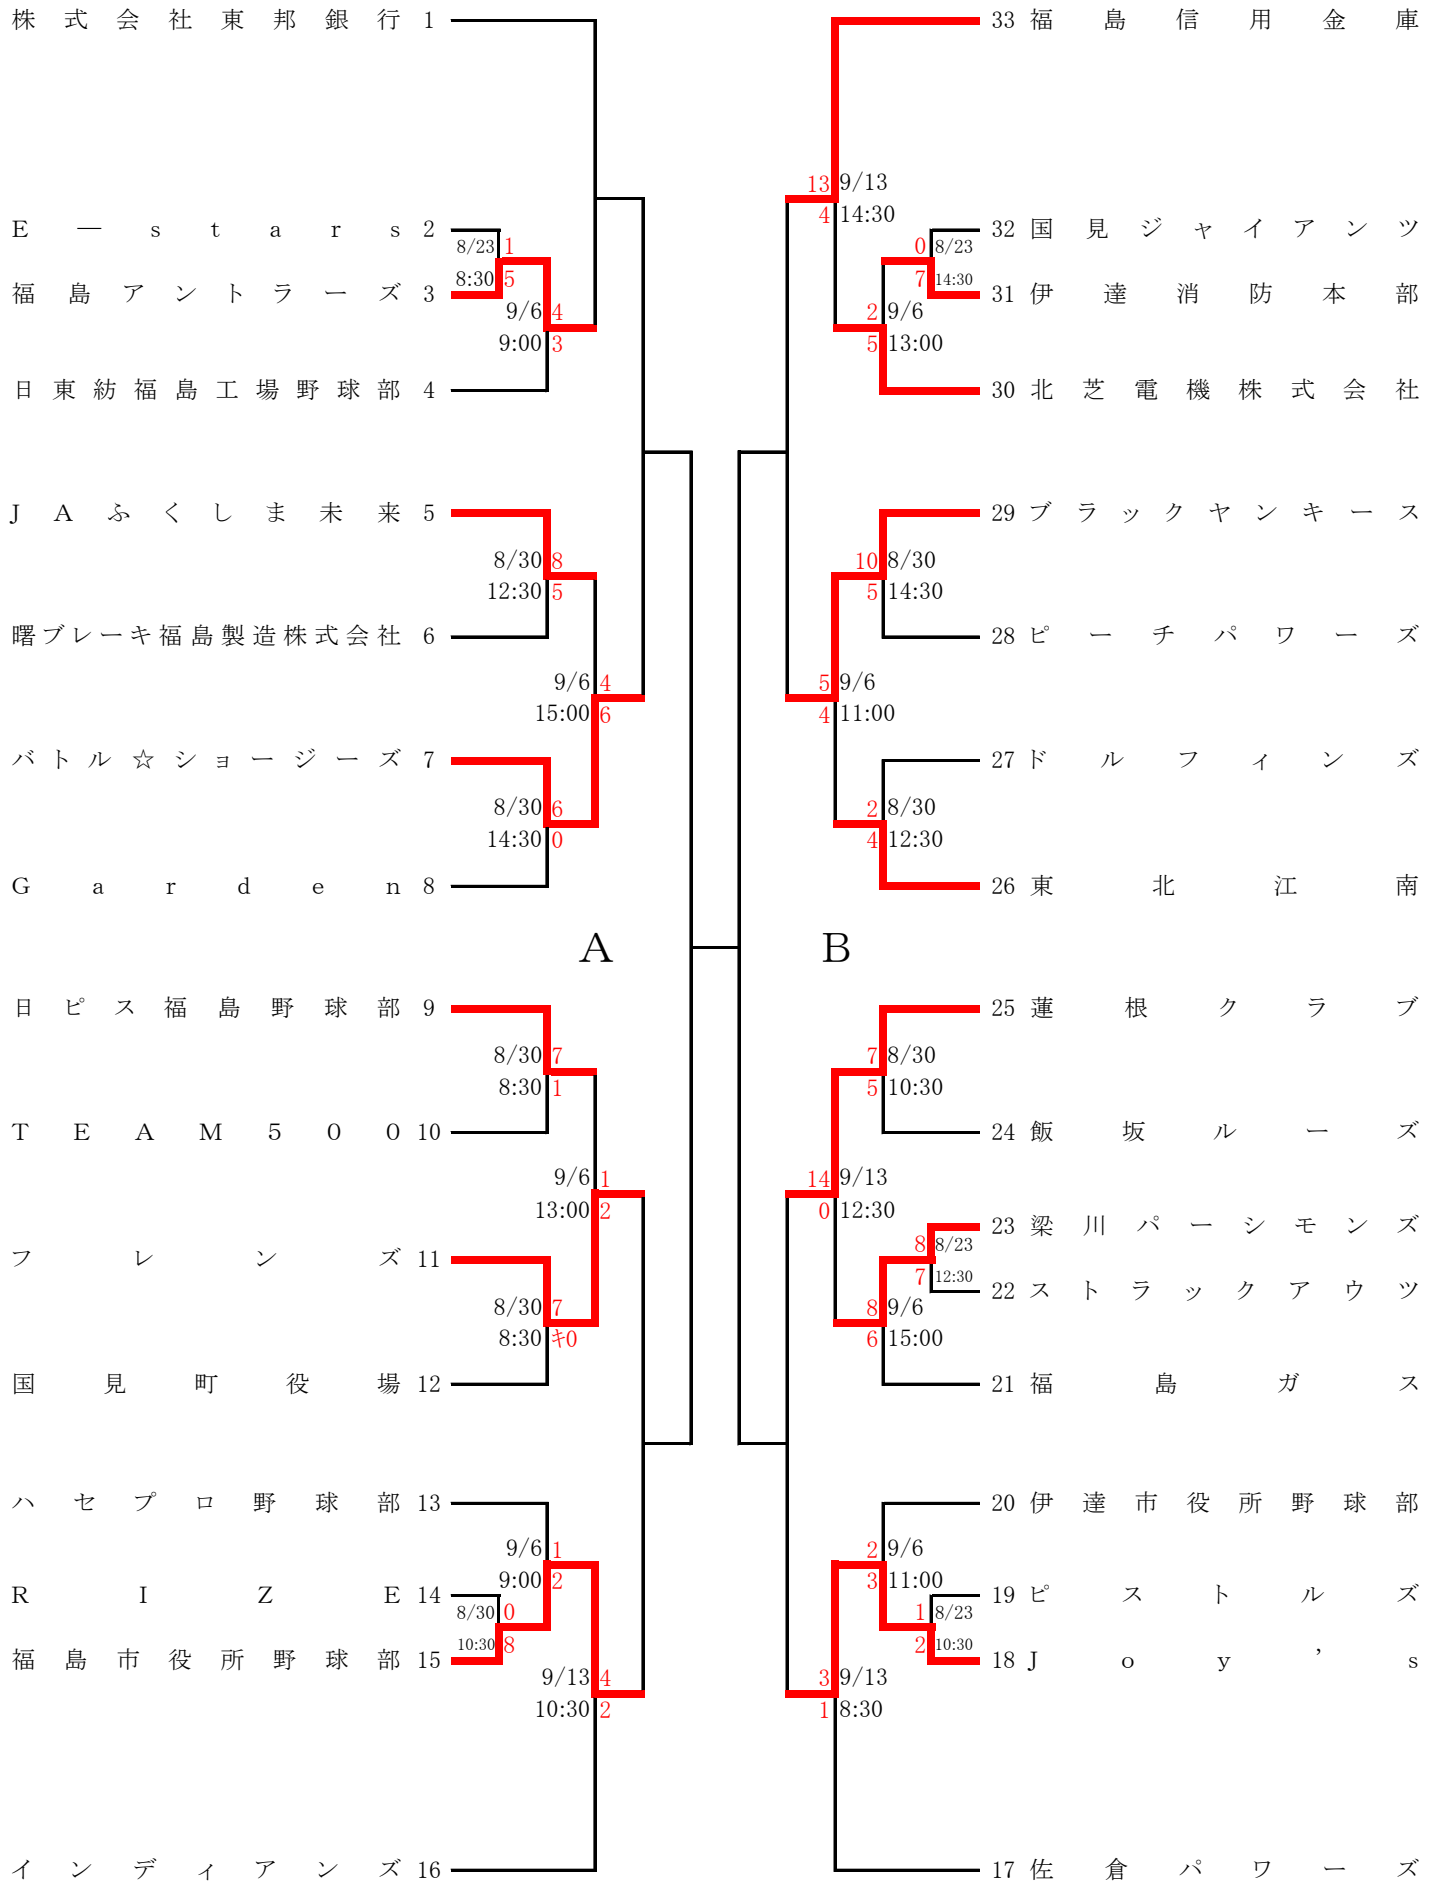 株式会社東邦銀行 1
E―stars 2
8/23 1
8:30 5
福島アントラーズ 3
9/6 4
9:00 3
日東紡福島工場野球部 4
JAふくしま未来 5
8/30 8
12:30 5
曙ブレーキ福島製造株式会社 6
9/6 4
15:00 6
バトル☆ショージーズ 7
8/30 6
14:30 0
Garden 8
A
日ピス福島野球部 9
8/30 7
8:30 1
TEAM500 10
9/6 1
13:00 2
フレンズ 11
8/30 7
8:30 キ0
国見町役場 12
ハセプロ野球部 13
9/6 1
9:00 2
RIZE 14
8/30 0
10:30 8
福島市役所野球部 15
9/13 4
10:30 2
インディアンズ 16
33 福島信用金庫
13 9/13
4 14:30
32 国見ジャイアンツ
0 8/23
7 14:30
31 伊達消防本部
2 9/6
5 13:00
30 北芝電機株式会社
29 ブラックヤンキース
10 8/30
5 14:30
28 ピーチパワーズ
5 9/6
4 11:00
27 ドルフィンズ
2 8/30
4 12:30
26 東北江南
B
25 蓮根クラブ
7 8/30
5 10:30
24 飯坂ルーズ
14 9/13
0 12:30
23 梁川パーシモンズ
8 8/23
7 12:30
22 ストラックアウツ
8 9/6
6 15:00
21 福島ガス
20 伊達市役所野球部
2 9/6
3 11:00
19 ピストルズ
1 8/23
2 10:30
18 Joy’s
3 9/13
1 8:30
17 佐倉パワーズ